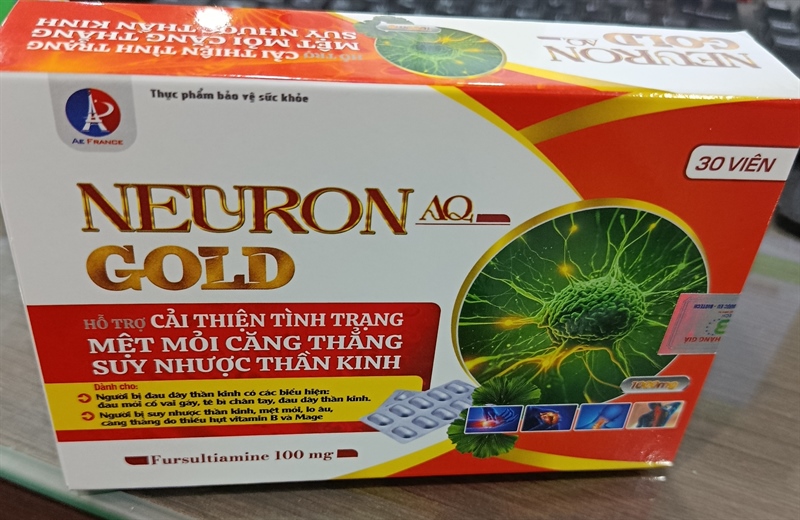 HỖ TRỢ CẢI THIỆN TÌNH TRẠNG
MỆT MỎI CĂNG THẲNG
SUY NHƯỢC THẦN KINH
NEURON AQ
GOLD
AE FRANCE
Thực phẩm bảo vệ sức khỏe
30 VIÊN
NEURON AQ
GOLD
HỖ TRỢ CẢI THIỆN TÌNH TRẠNG
MỆT MỎI CĂNG THẲNG
SUY NHƯỢC THẦN KINH
Dành cho:
Người bị đau dây thần kinh có các biểu hiện:
đau mỏi cổ vai gáy, tê bì chân tay, đau dây thần kinh.
Người bị suy nhược thần kinh, mệt mỏi, lo âu,
căng thẳng do thiếu hụt vitamin B và Mage
Fursultiamine 100 mg
HÀNG GIẢ